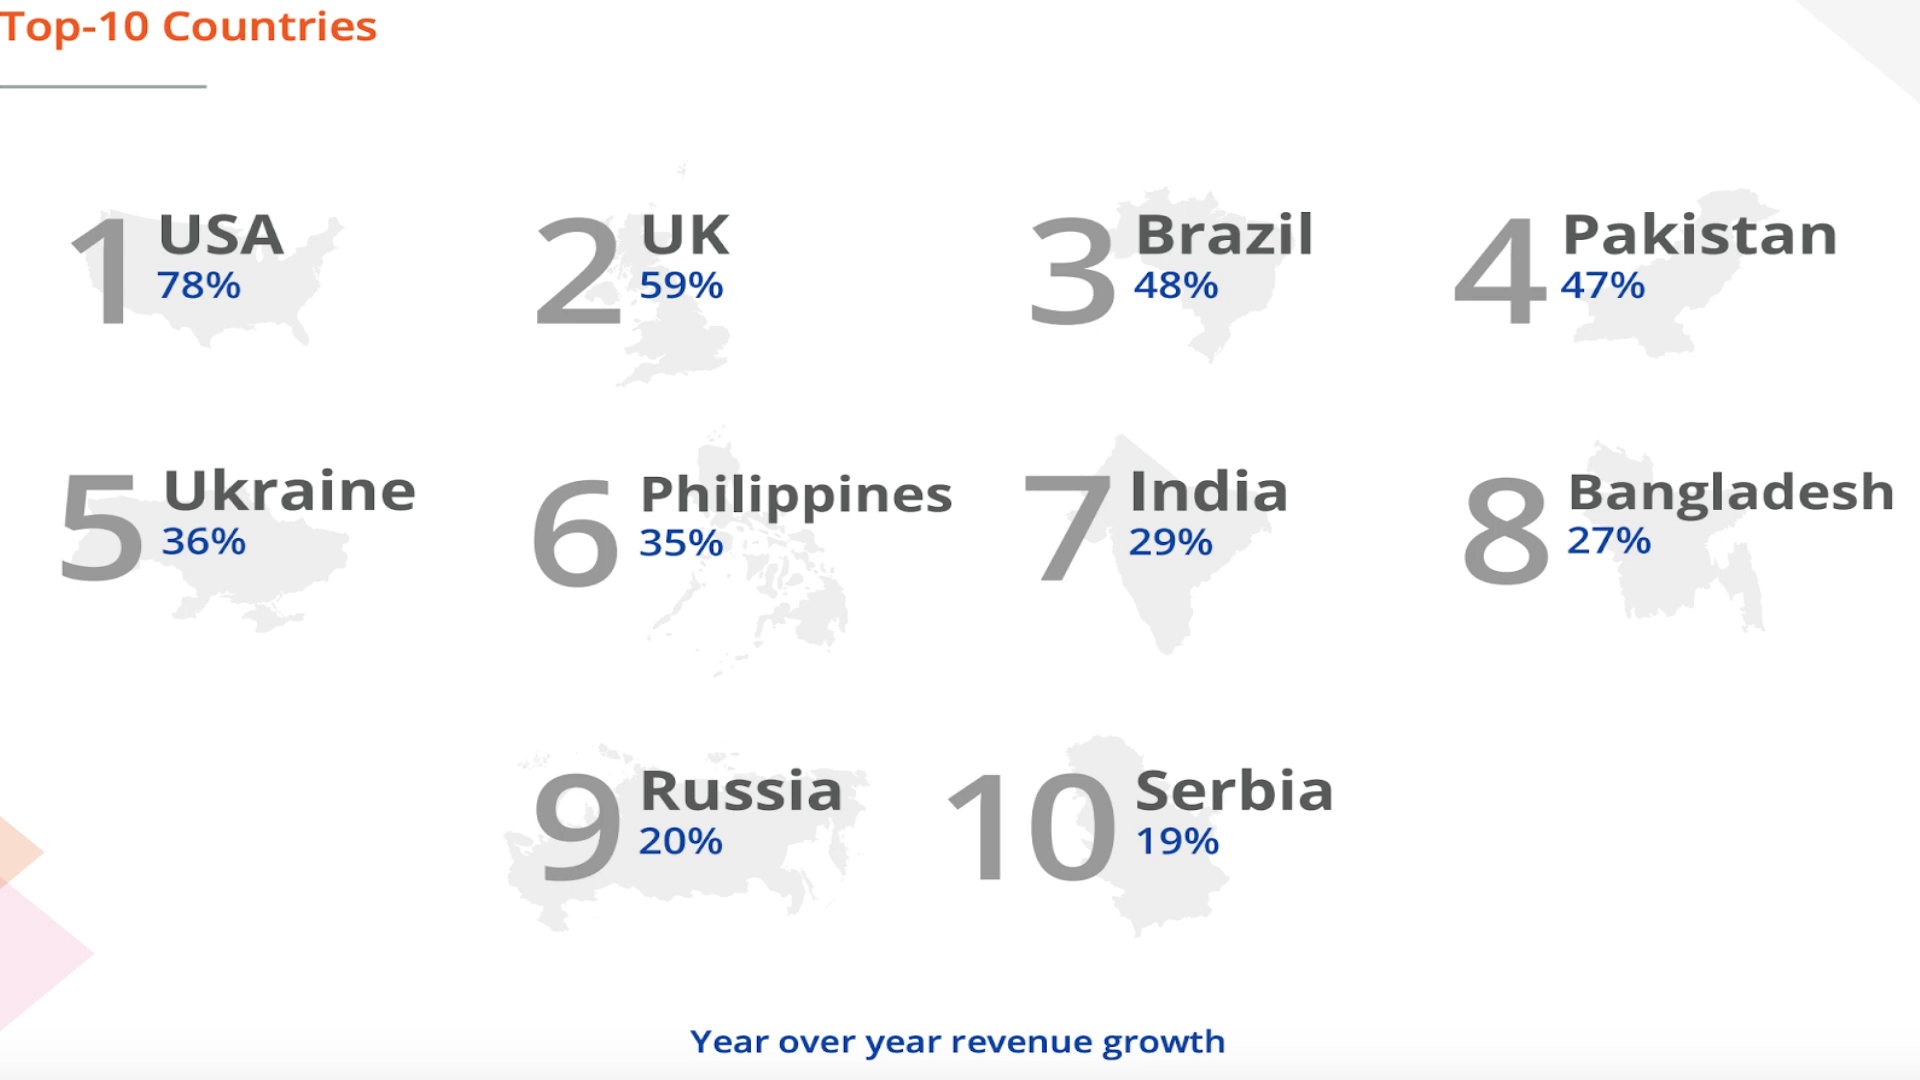 Top-10 Countries
1 USA
78%
2 UK
59%
3 Brazil
48%
4 Pakistan
47%
5 Ukraine
36%
6 Philippines
35%
7 India
29%
8 Bangladesh
27%
9 Russia
20%
10 Serbia
19%
Year over year revenue growth